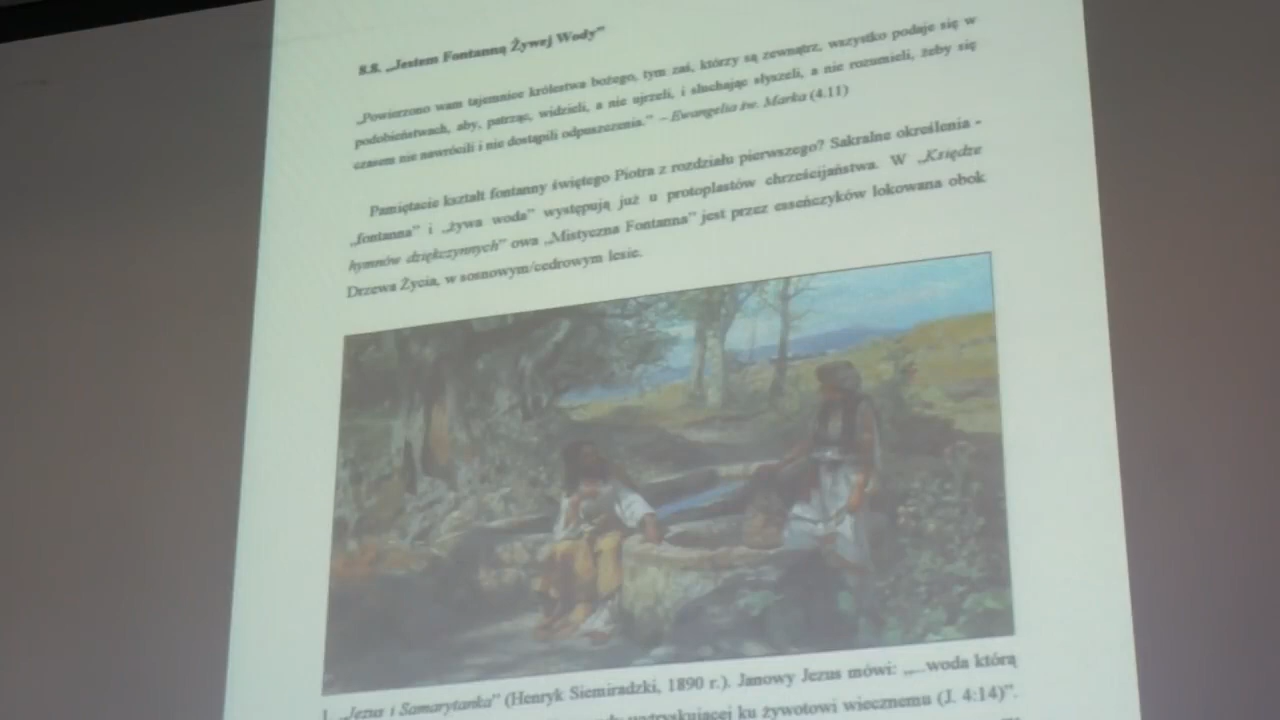 8.8. „Jestem Fontanną Żywej Wody”
„Powierzono wam tajemnice królestwa bożego, tym zaś, którzy są zewnątrz, wszystko podaje się w
podobieństwach, aby, patrząc, widzieli, a nie ujrzeli, i słuchając słyszeli, a nie rozumieli, żeby się
czasem nie nawrócili i nie dostąpili odpuszczenia.” – Ewangelia św. Marka (4.11)
Pamiętacie kształt fontanny świętego Piotra z rozdziału pierwszego? Sakralne określenia -
„fontanna” i „żywa woda” występują już u protoplastów chrześcijaństwa. W „Księdze
hymnów dziękczynnych” owa „Mistyczna Fontanna” jest przez esseńczyków lokowana obok
Drzewa Życia, w sosnowym/cedrowym lesie.
1. „Jezus i Samarytanka” (Henryk Siemiradzki, 1890 r.). Janowy Jezus mówi: „...woda którą
wytryskującej ku żywotowi wiecznemu (J. 4:14)”.